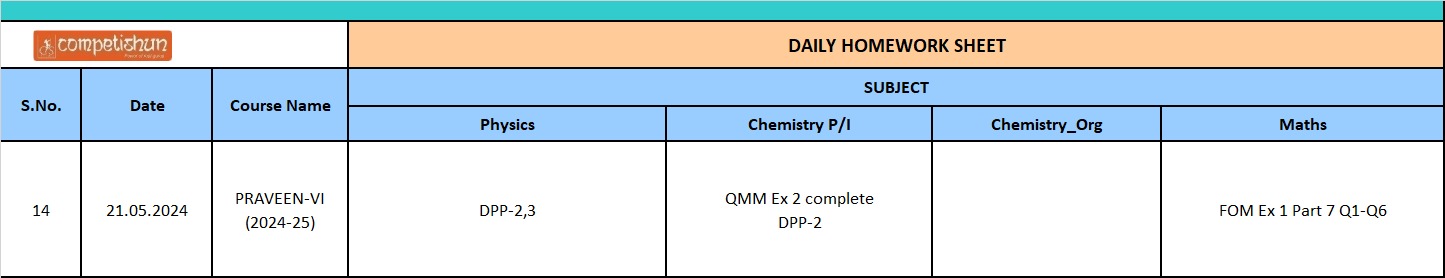 competishun
DAILY HOMEWORK SHEET
S.No.
Date
Course Name
SUBJECT
Physics
Chemistry P/I
Chemistry_Org
Maths
14
21.05.2024
PRAVEEN-VI
(2024-25)
DPP-2,3
QMM Ex 2 complete
DPP-2
FOM Ex 1 Part 7 Q1-Q6